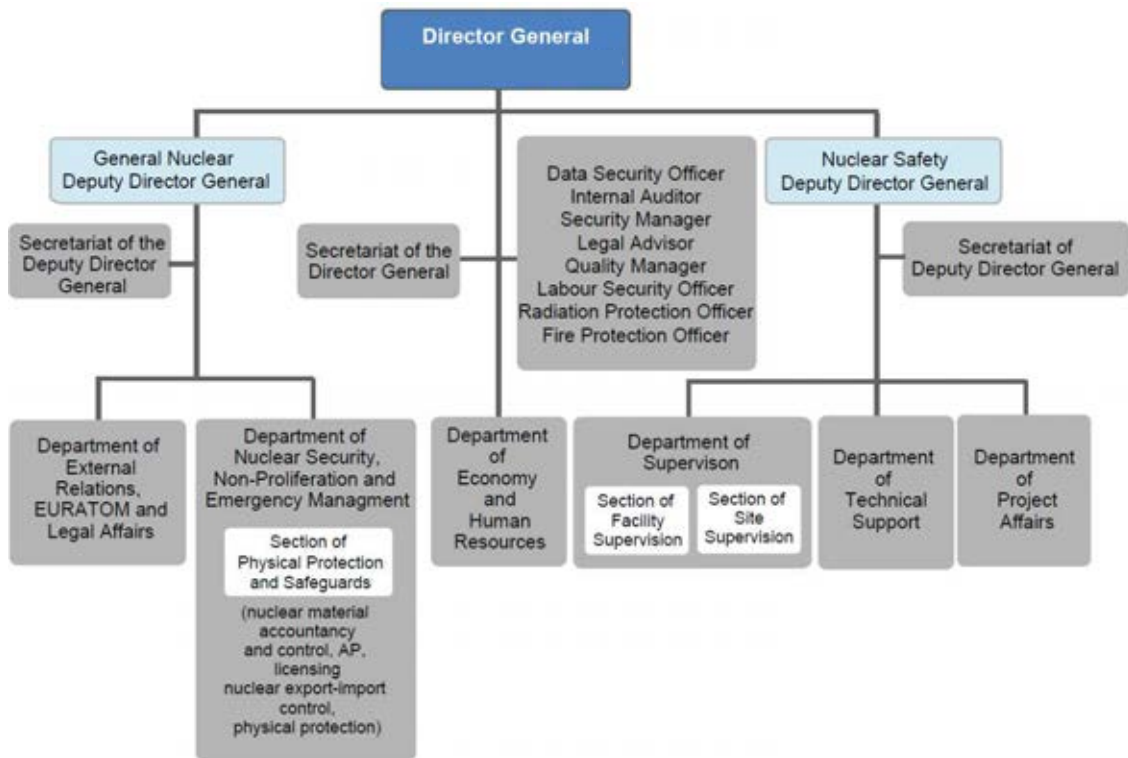 Director General
General Nuclear
Deputy Director General
Nuclear Safety
Deputy Director General
Secretariat of the
Deputy Director
General
Secretariat of the
Director General
Data Security Officer
Internal Auditor
Security Manager
Legal Advisor
Quality Manager
Labour Security Officer
Radiation Protection Officer
Fire Protection Officer
Secretariat of
Deputy Director General
Department of
External
Relations,
EURATOM and
Legal Affairs
Department of
Nuclear Security,
Non-Proliferation and
Emergency Managment
Section of
Physical Protection
and Safeguards
(nuclear material
accountancy
and control, AP,
licensing
nuclear export-import
control,
physical protection)
Department
of
Economy
and
Human
Resources
Department of
Supervison
Section of
Facility
Supervision
Section of
Site
Supervision
Department
of
Technical
Support
Department
of
Project
Affairs